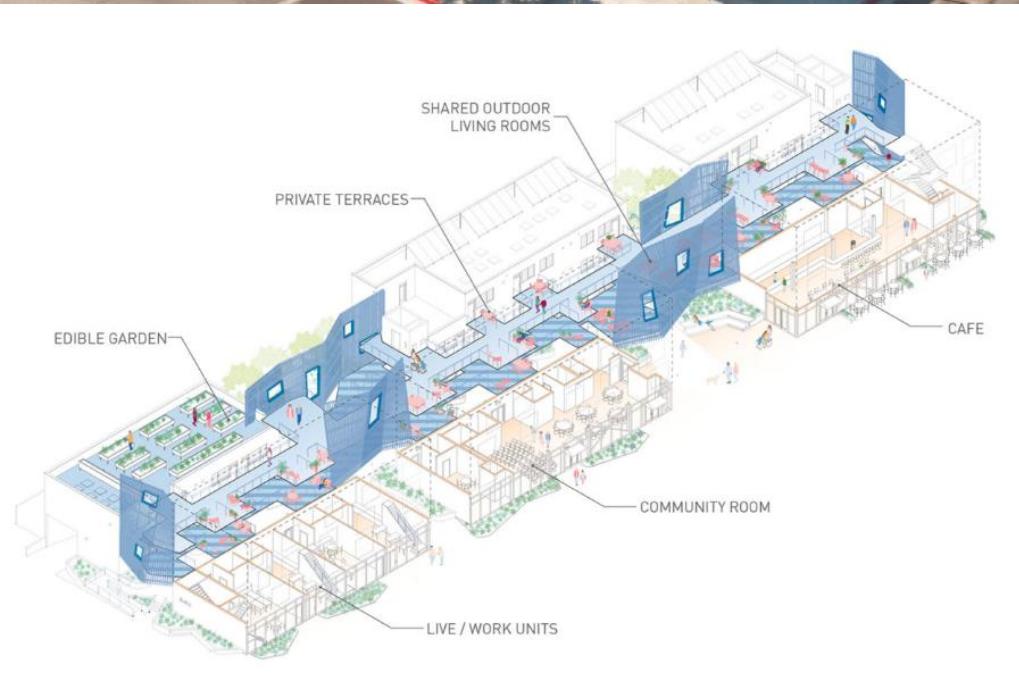 SHARED OUTDOOR
LIVING ROOMS
PRIVATE TERRACES
EDIBLE GARDEN
CAFE
COMMUNITY ROOM
LIVE / WORK UNITS